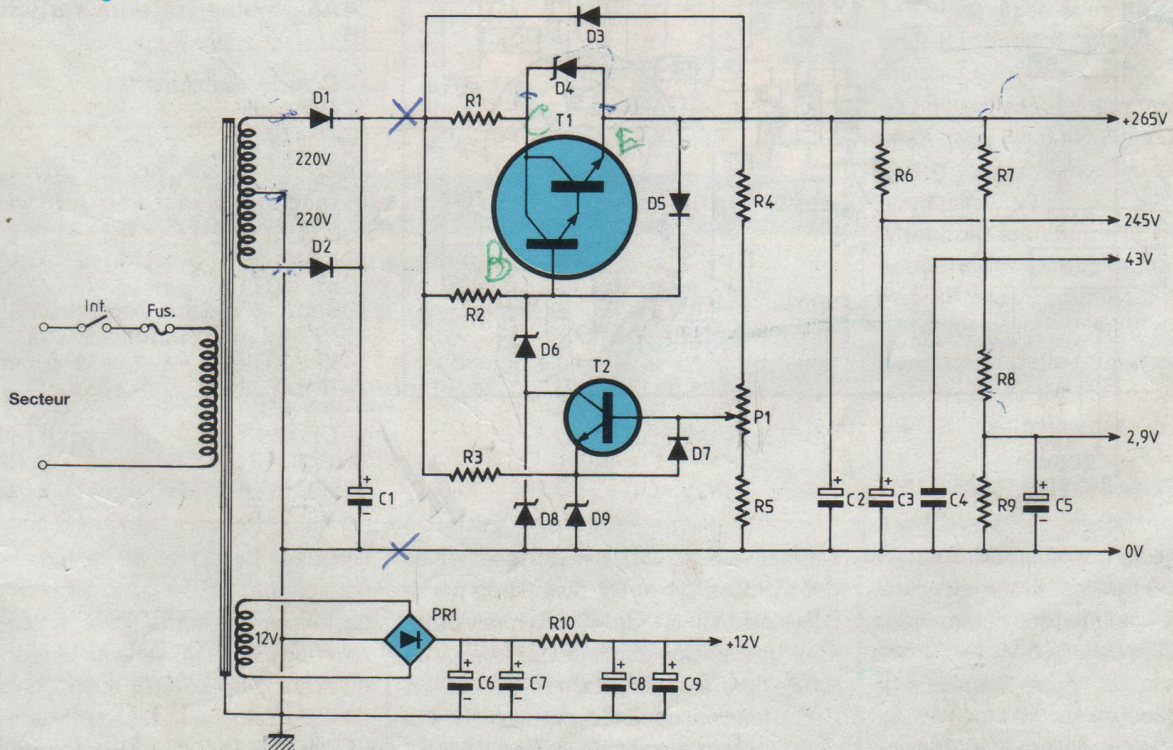 D3
D4
D1
R1
C
T1
E
+265V
220V
R6
R7
D5
R4
220V
245V
B
43V
D2
R2
Int.
Fus.
D6
T2
R8
Secteur
P1
2,9V
D7
R3
C1
D8
D9
R5
C2
C3
C4
R9
C5
0V
PR1
R10
12V
+12V
C6
C7
C8
C9
+
-
+
+
+
-
+
-
+
-
+
+